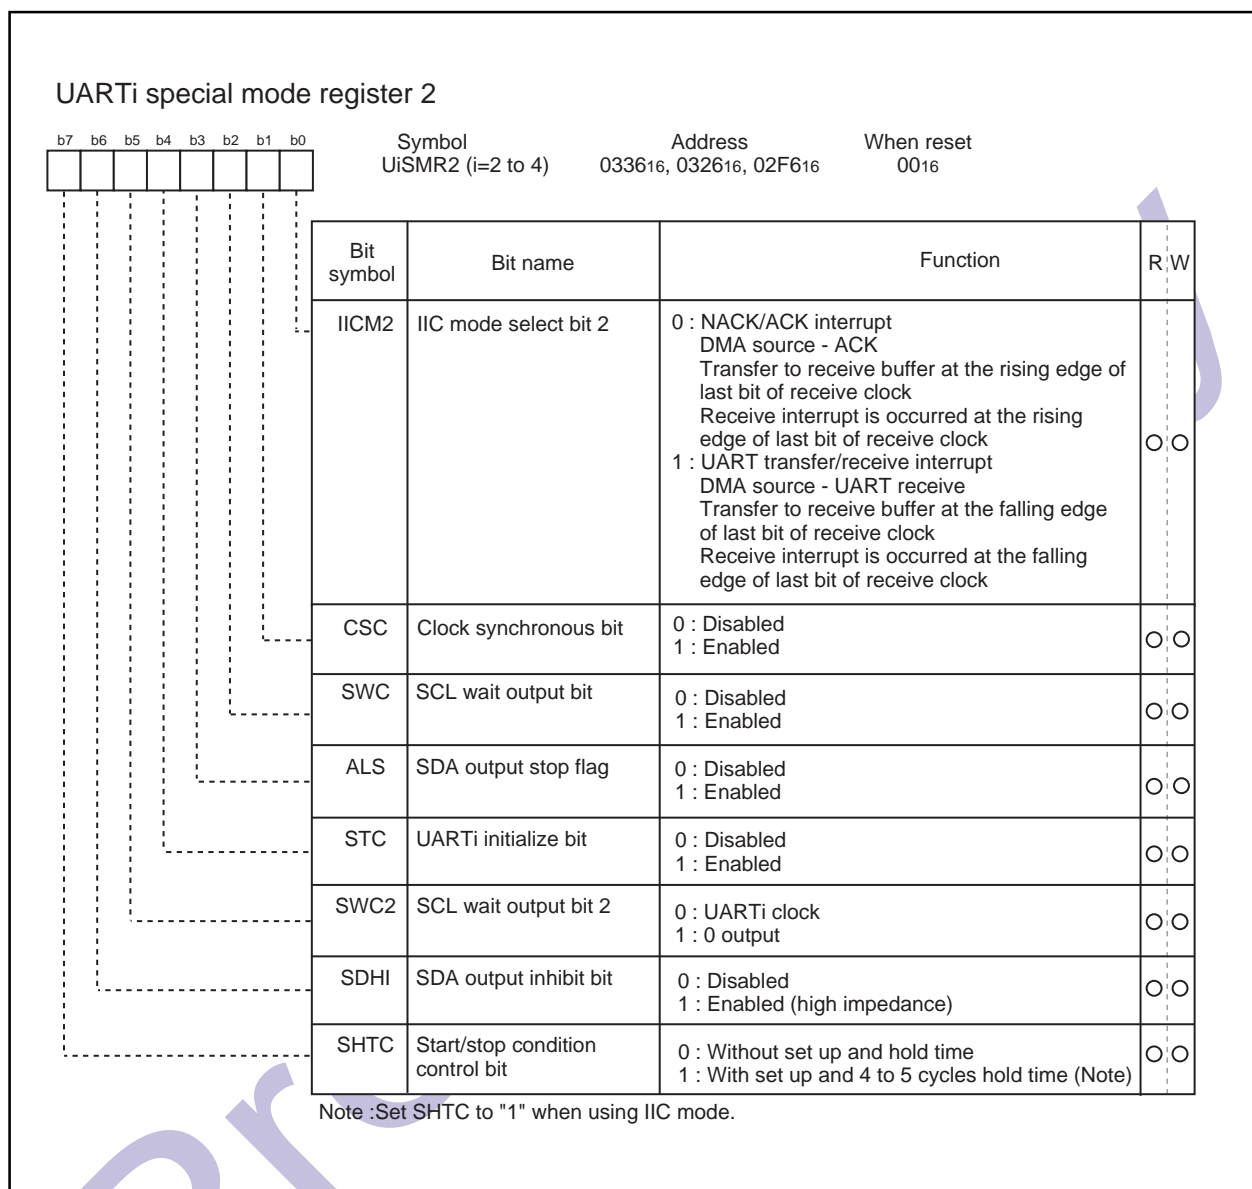 UARTi special mode register 2
b7 b6 b5 b4 b3 b2 b1 b0
Symbol Address When reset
UiSMR2 (i=2 to 4) 033616, 032616, 02F616 0016
Bit symbol Bit name Function R W
IICM2 IIC mode select bit 2
0 : NACK/ACK interrupt
DMA source - ACK
Transfer to receive buffer at the rising edge of
last bit of receive clock
Receive interrupt is occurred at the rising
edge of last bit of receive clock
1 : UART transfer/receive interrupt
DMA source - UART receive
Transfer to receive buffer at the falling edge
of last bit of receive clock
Receive interrupt is occurred at the falling
edge of last bit of receive clock
CSC Clock synchronous bit
0 : Disabled
1 : Enabled
SWC SCL wait output bit
0 : Disabled
1 : Enabled
ALS SDA output stop flag
0 : Disabled
1 : Enabled
STC UARTi initialize bit
0 : Disabled
1 : Enabled
SWC2 SCL wait output bit 2
0 : UARTi clock
1 : 0 output
SDHI SDA output inhibit bit
0 : Disabled
1 : Enabled (high impedance)
SHTC Start/stop condition
control bit
0 : Without set up and hold time
1 : With set up and 4 to 5 cycles hold time (Note)
Note :Set SHTC to "1" when using IIC mode.